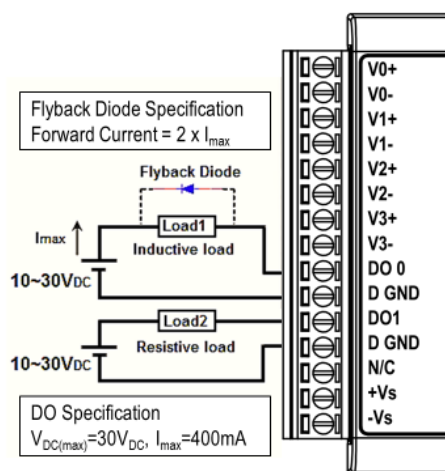 Flyback Diode Specification
Forward Current = 2 x Imax
Flyback Diode
Load1
Imax
Inductive load
10~30VDC
Load2
Resistive load
10~30VDC
DO Specification
VDC(max)=30VDC, Imax=400mA
V0+
V0-
V1+
V1-
V2+
V2-
V3+
V3-
DO 0
D GND
DO1
D GND
N/C
+Vs
-Vs